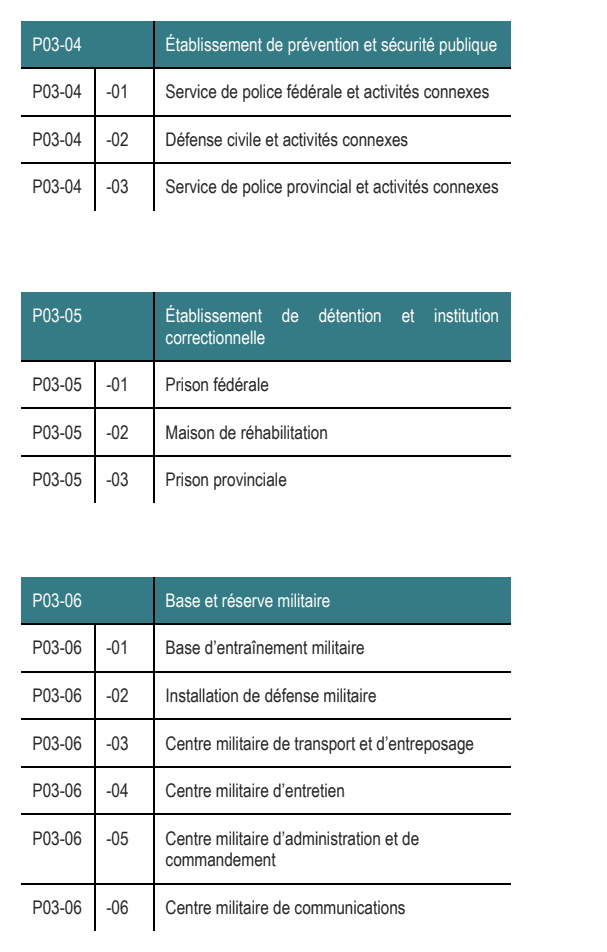 P03-04 Établissement de prévention et sécurité publique
P03-04 -01 Service de police fédérale et activités connexes
P03-04 -02 Défense civile et activités connexes
P03-04 -03 Service de police provincial et activités connexes
P03-05 Établissement de détention et institution
correctionnelle
P03-05 -01 Prison fédérale
P03-05 -02 Maison de réhabilitation
P03-05 -03 Prison provinciale
P03-06 Base et réserve militaire
P03-06 -01 Base d’entraînement militaire
P03-06 -02 Installation de défense militaire
P03-06 -03 Centre militaire de transport et d’entreposage
P03-06 -04 Centre militaire d’entretien
P03-06 -05 Centre militaire d’administration et de
commandement
P03-06 -06 Centre militaire de communications